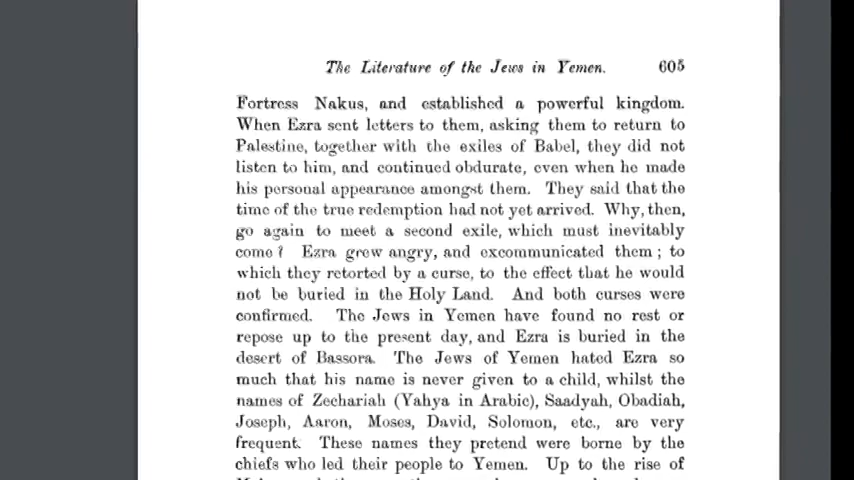 The Literature of the Jews in Yemen. 605
Fortress Nakus, and established a powerful kingdom.
When Ezra sent letters to them, asking them to return to
Palestine, together with the exiles of Babel, they did not
listen to him, and continued obdurate, even when he made
his personal appearance amongst them. They said that the
time of the true redemption had not yet arrived. Why, then,
go again to meet a second exile, which must inevitably
come? Ezra grew angry, and excommunicated them; to
which they retorted by a curse, to the effect that he would
not be buried in the Holy Land. And both curses were
confirmed. The Jews in Yemen have found no rest or
repose up to the present day, and Ezra is buried in the
desert of Bassora. The Jews of Yemen hated Ezra so
much that his name is never given to a child, whilst the
names of Zechariah (Yahya in Arabic), Saadyah, Obadiah,
Joseph, Aaron, Moses, David, Solomon, etc., are very
frequent. These names they pretend were borne by the
chiefs who led their people to Yemen. Up to the rise of